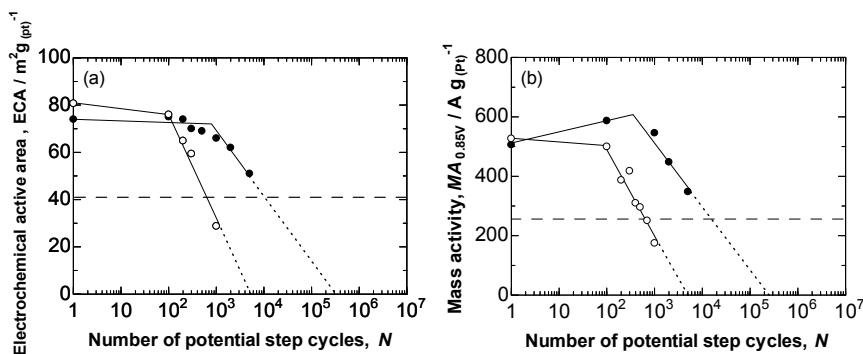 Electrochemical active area , ECA / m²g₍pt₎⁻¹
100
80
60
40
20
0
(a)
1 10 10² 10³ 10⁴ 10⁵ 10⁶ 10⁷
Number of potential step cycles, N
Mass activity, MA₀.₈₅V / A g(Pt)⁻¹
800
600
400
200
0
(b)
1 10 10² 10³ 10⁴ 10⁵ 10⁶ 10⁷
Number of potential step cycles, N